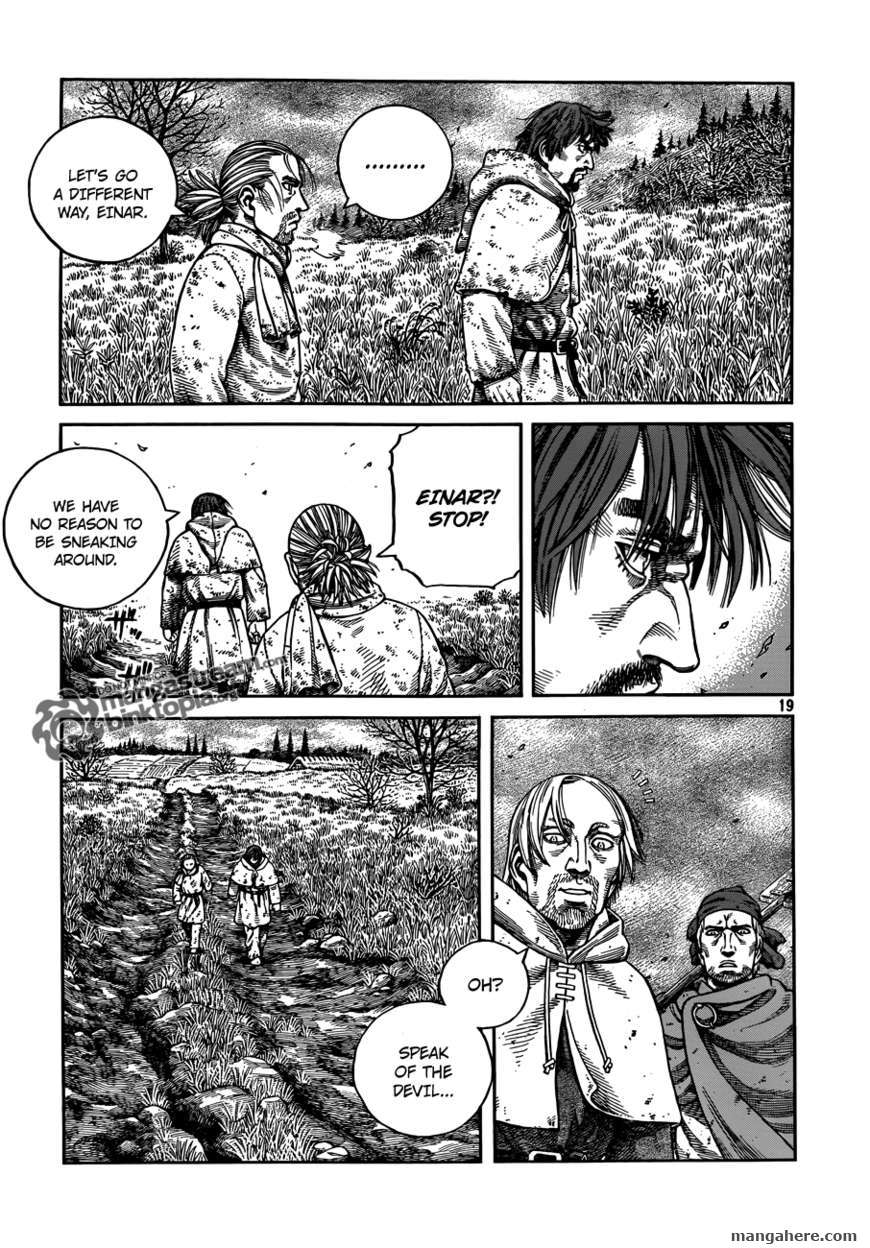 LET'S GO
A DIFFERENT
WAY, EINAR.
..........
WE HAVE
NO REASON TO
BE SNEAKING
AROUND.
EINAR?!
STOP!
19
OH?
SPEAK
OF THE
DEVIL...
mangahere.com